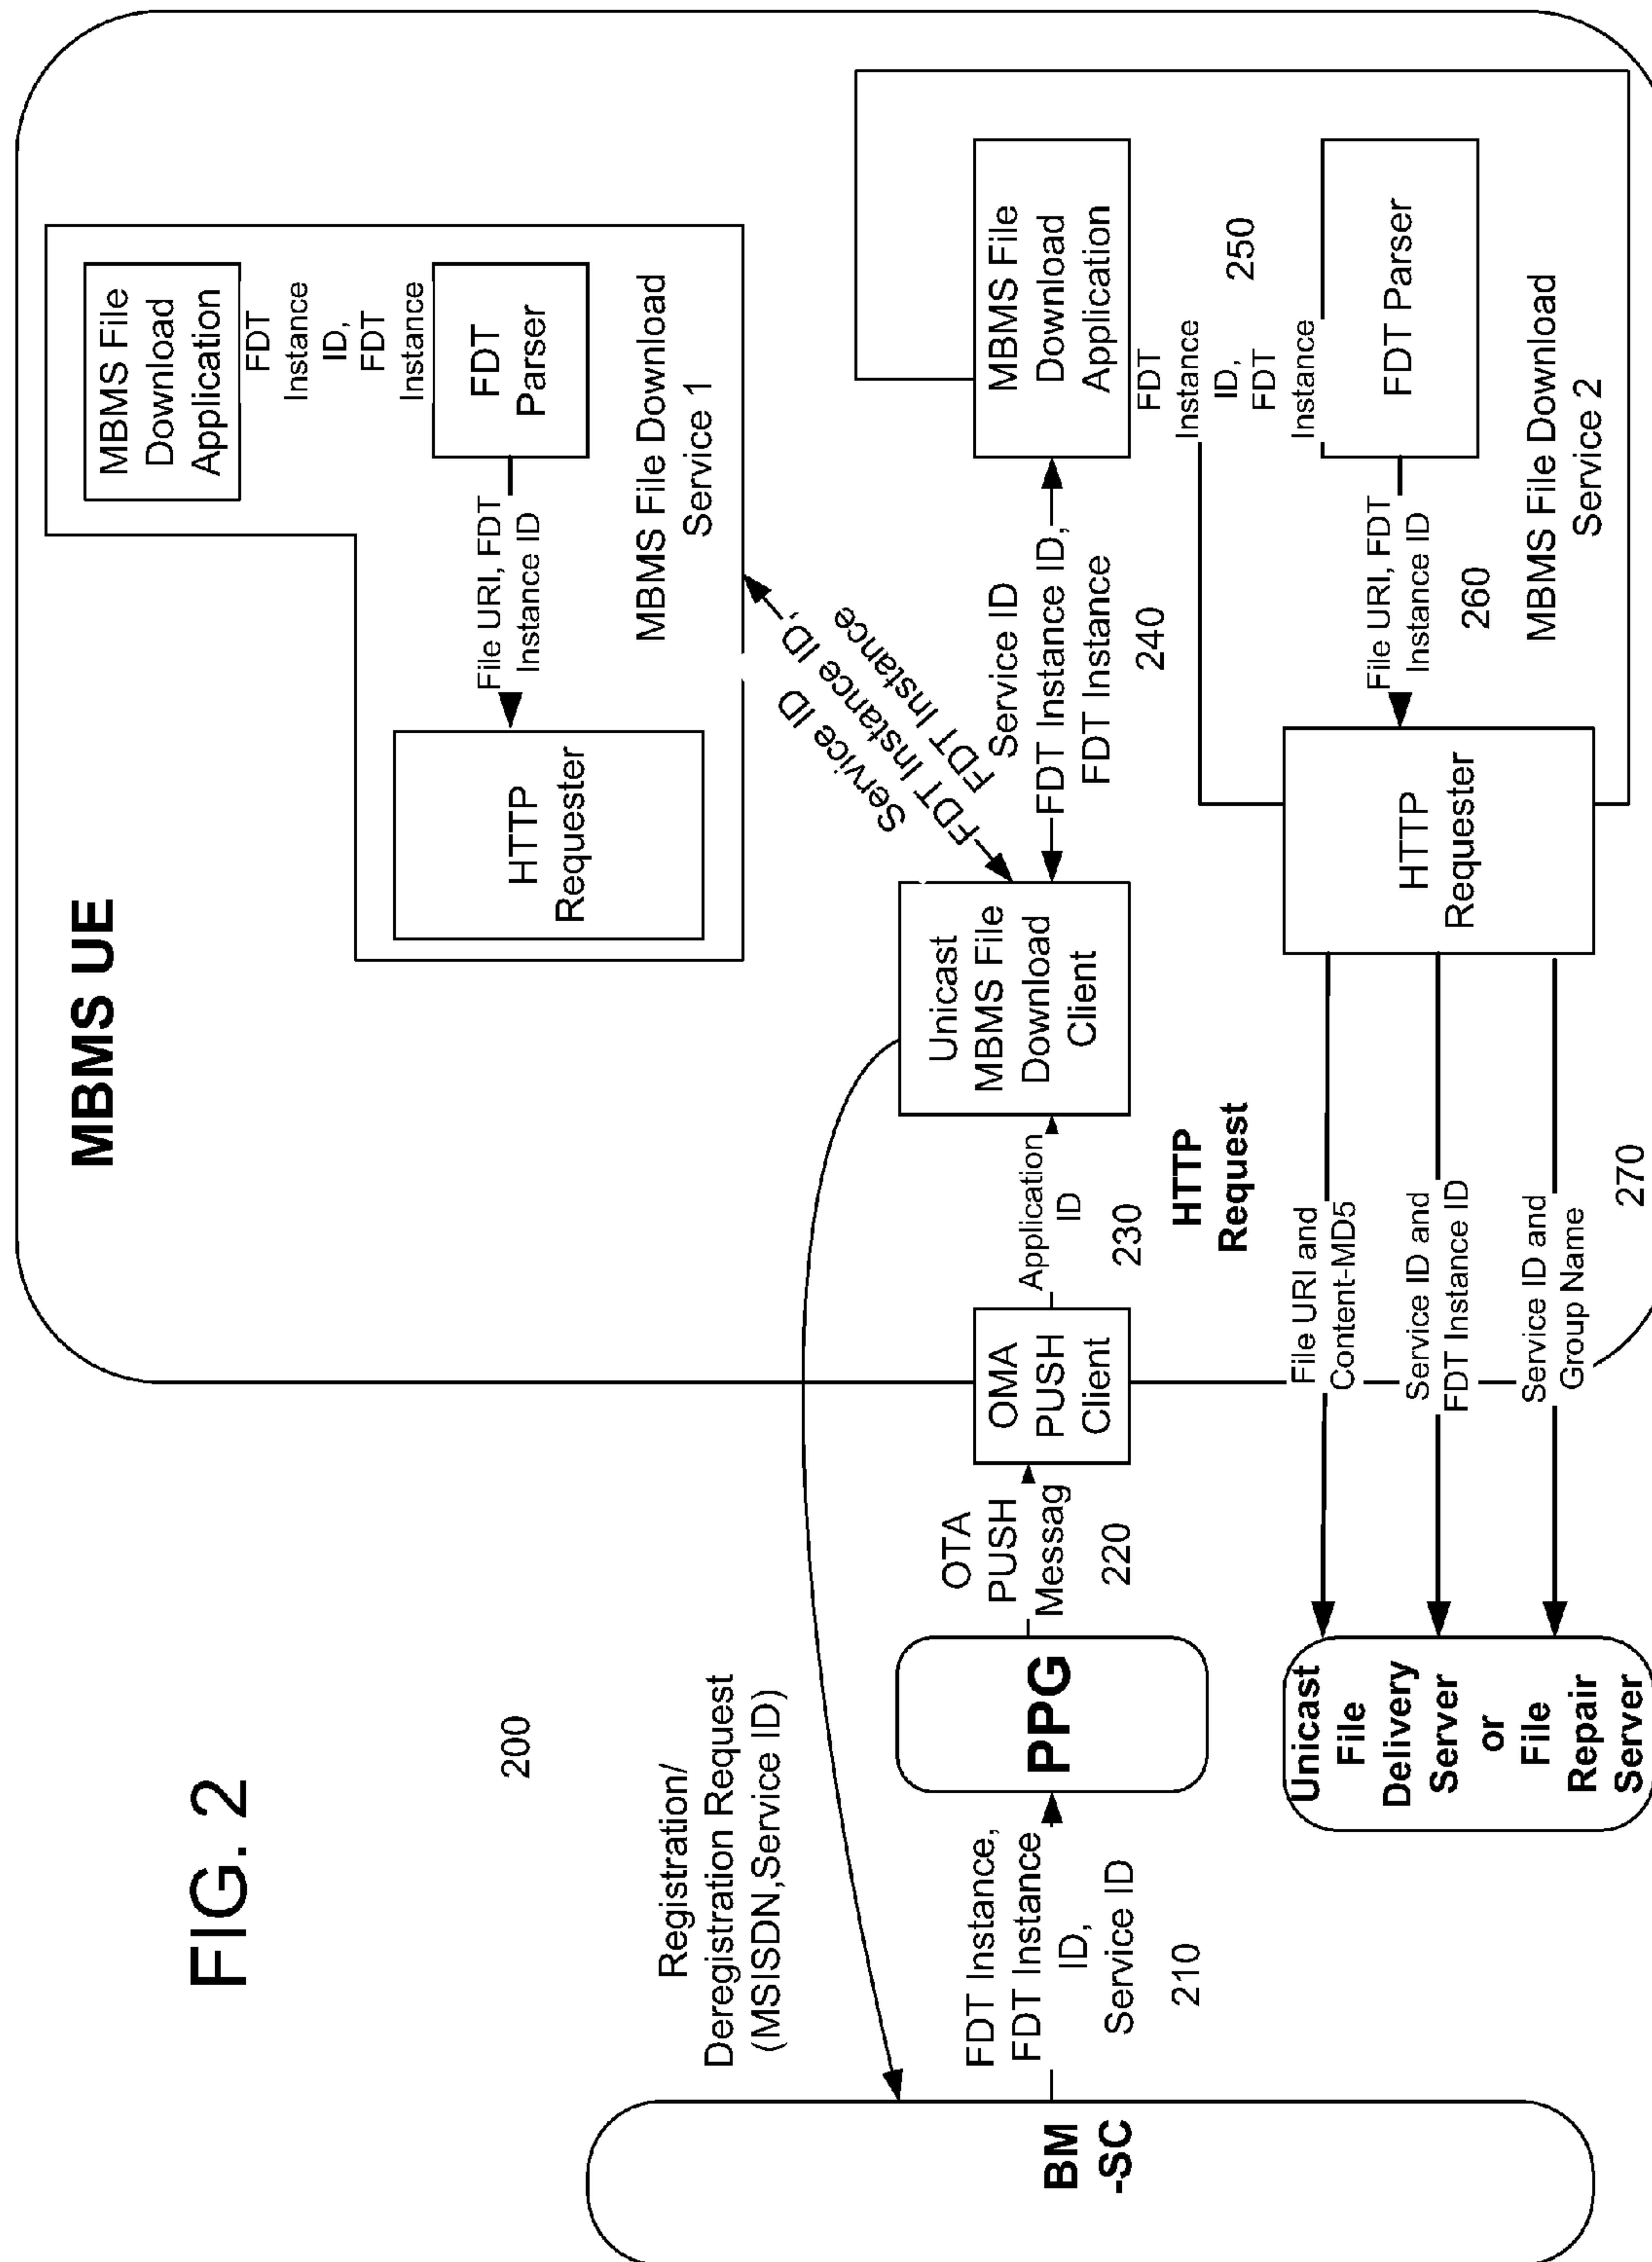 FIG. 2
200
MBMS UE
MBMS File
Download
Application
FDT
Instance
ID,
FDT
Instance
FDT
Parser
File URI, FDT
Instance ID
HTTP
Requester
MBMS File Download
Service 1
Registration/
Deregistration Request
(MSISDN,Service ID)
BM
-SC
FDT Instance,
FDT Instance
ID,
Service ID
210
PPG
OTA
PUSH
Messag
220
OMA
PUSH
Client
Application
ID
230
Unicast
MBMS File
Download
Client
Service ID
FDT Instance ID,
FDT Instance
Service ID
FDT Instance ID,
FDT Instance
240
MBMS File
Download
Application
FDT
Instance
ID,
FDT
Instance
250
FDT Parser
File URI, FDT
Instance ID
260
HTTP
Requester
MBMS File Download
Service 2
HTTP
Request
File URI and
Content-MD5
Service ID and
FDT Instance ID
Service ID and
Group Name
270
Unicast
File
Delivery
Server
or
File
Repair
Server